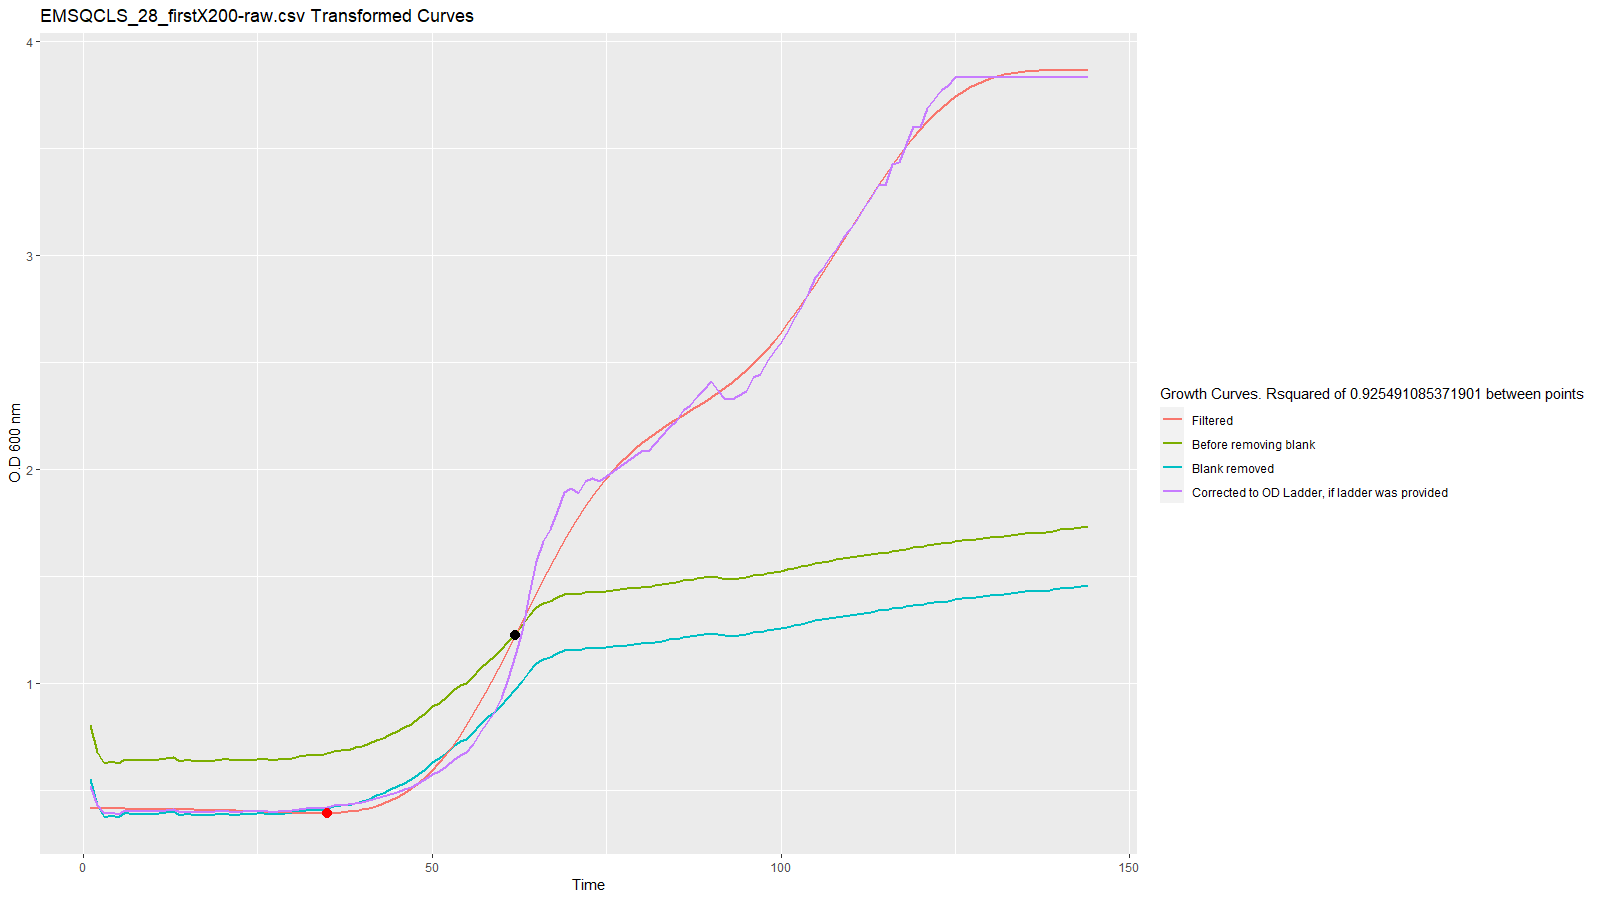 EMSQCLS_28_firstX200-raw.csv Transformed Curves
4
3
2
1
O.D 600 nm
0
50
100
150
Time
Growth Curves. Rsquared of 0.925491085371901 between points
Filtered
Before removing blank
Blank removed
Corrected to OD Ladder, if ladder was provided